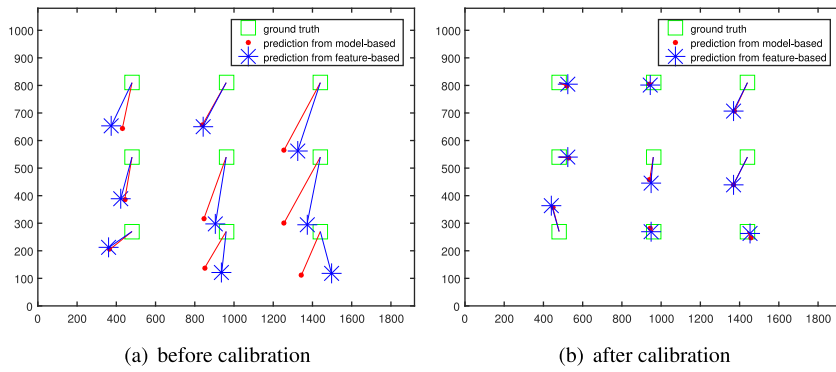 ground truth
prediction from model-based
prediction from feature-based
1000
900
800
700
600
500
400
300
200
100
0
0 200 400 600 800 1000 1200 1400 1600 1800
(a) before calibration
ground truth
prediction from model-based
prediction from feature-based
1000
900
800
700
600
500
400
300
200
100
0
0 200 400 600 800 1000 1200 1400 1600 1800
(b) after calibration